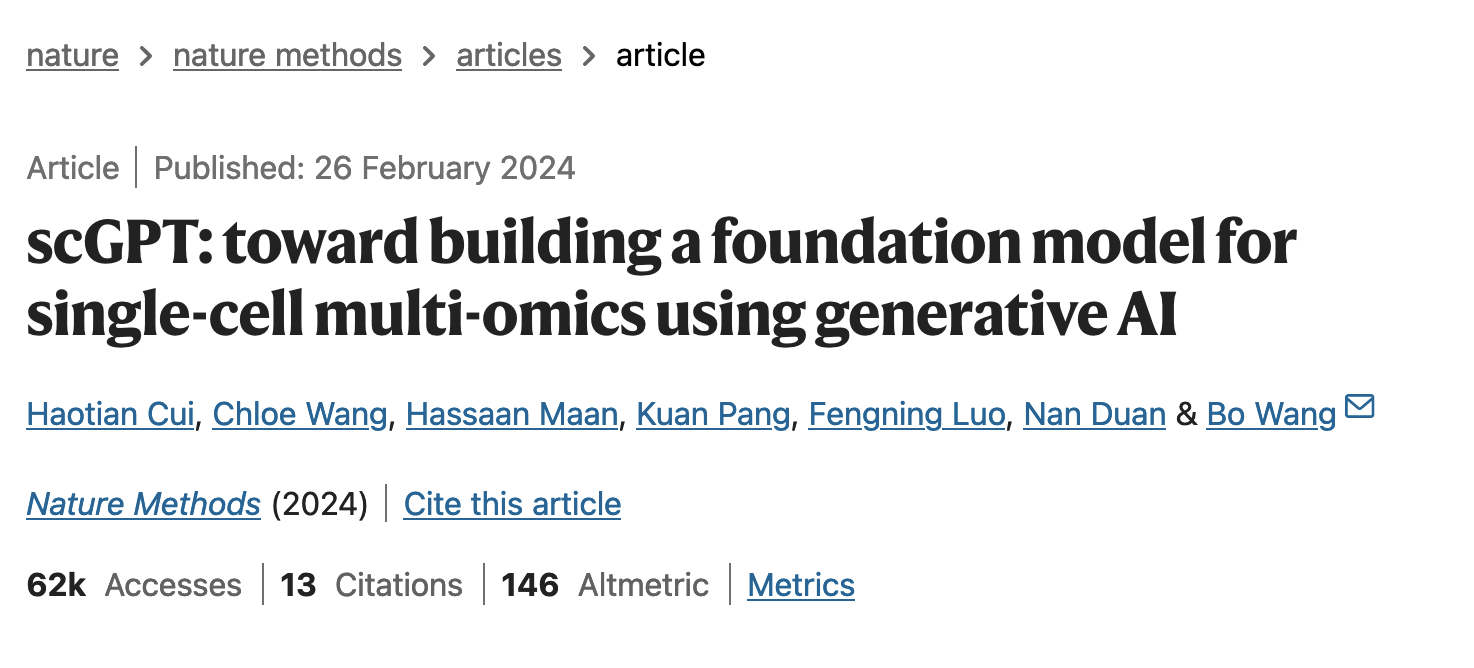 nature > nature methods > articles > article
Article | Published: 26 February 2024
scGPT: toward building a foundation model for
single-cell multi-omics using generative AI
Haotian Cui, Chloe Wang, Hassaan Maan, Kuan Pang, Fengning Luo, Nan Duan & Bo Wang
Nature Methods (2024) | Cite this article
62k Accesses | 13 Citations | 146 Altmetric | Metrics